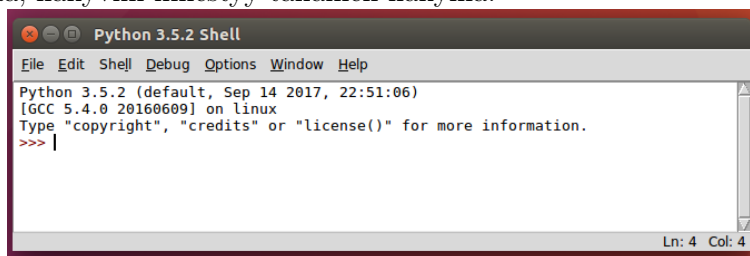 Python 3.5.2 Shell
File Edit Shell Debug Options Window Help
Python 3.5.2 (default, Sep 14 2017, 22:51:06)
[GCC 5.4.0 20160609] on linux
Type "copyright", "credits" or "license()" for more information.
>>>
Ln: 4 Col: 4